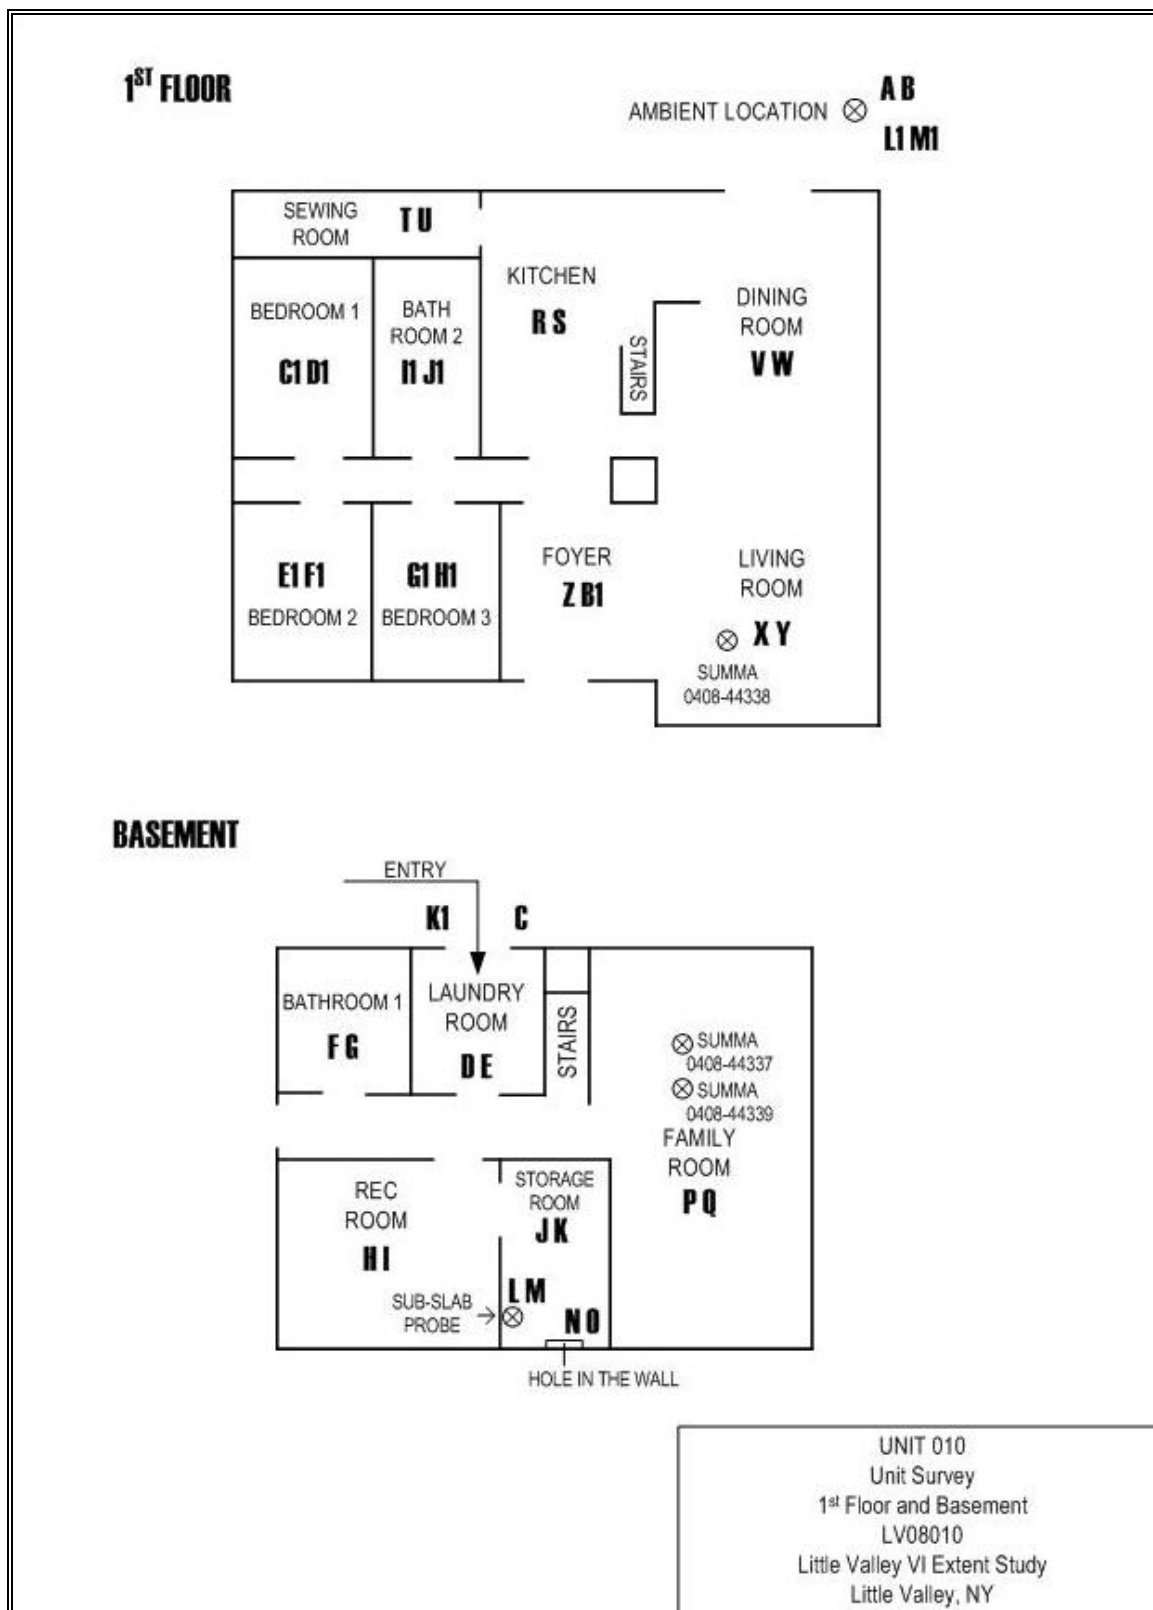 1ST FLOOR
A B
AMBIENT LOCATION
L1 M1
SEWING
ROOM
T U
KITCHEN
R S
BEDROOM 1
C1 D1
BATH
ROOM 2
I1 J1
STAIRS
DINING
ROOM
V W
E1 F1
BEDROOM 2
G1 H1
BEDROOM 3
FOYER
Z B1
LIVING
ROOM
X Y
SUMMA
0408-44338
BASEMENT
ENTRY
K1
C
BATHROOM 1
F G
LAUNDRY
ROOM
D E
STAIRS
SUMMA
0408-44337
SUMMA
0408-44339
FAMILY
ROOM
P Q
REC
ROOM
H I
STORAGE
ROOM
J K
L M
SUB-SLAB
PROBE
N O
HOLE IN THE WALL
UNIT 010
Unit Survey
1st Floor and Basement
LV08010
Little Valley VI Extent Study
Little Valley, NY